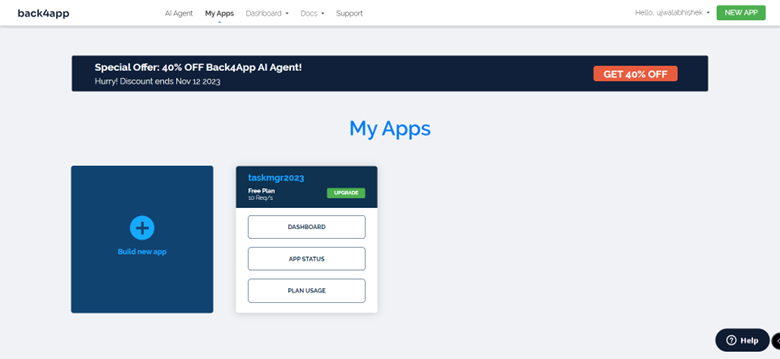 back4app
AI Agent My Apps Dashboard Docs Support
Hello, ujwalabhishek
NEW APP
Special Offer: 40% OFF Back4App AI Agent!
Hurry! Discount ends Nov 12 2023
GET 40% OFF
My Apps
Build new app
taskmgr2023
Free Plan
10 Req/s
UPGRADE
DASHBOARD
APP STATUS
PLAN USAGE
Help